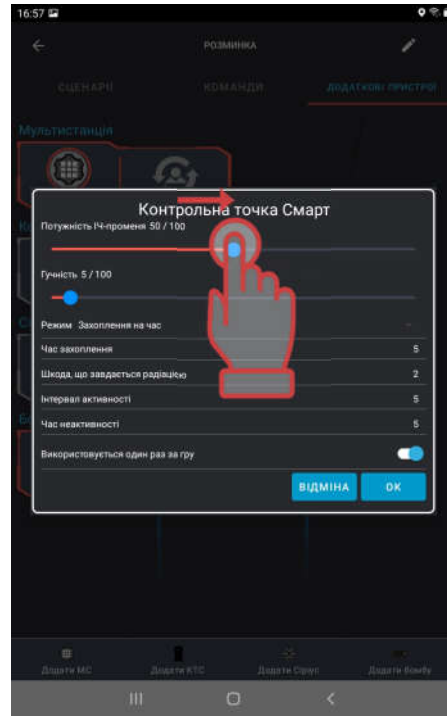 16:57
РОЗМИНКА
СЦЕНАРІЇ КОМАНДИ ДОДАТКОВІ ПРИСТРОЇ
Мультистанція
Контрольна точка Смарт
Потужність ІЧ-променя 50 / 100
Гучність 5 / 100
Режим Захоплення на час
Час захоплення 5
Шкода, що завдається радіацією 2
Інтервал активності 5
Час неактивності 5
Використовується один раз за гру
ВІДМІНА OK
Додати МС Додати КТС Додати Сіріус Додати Бомбу